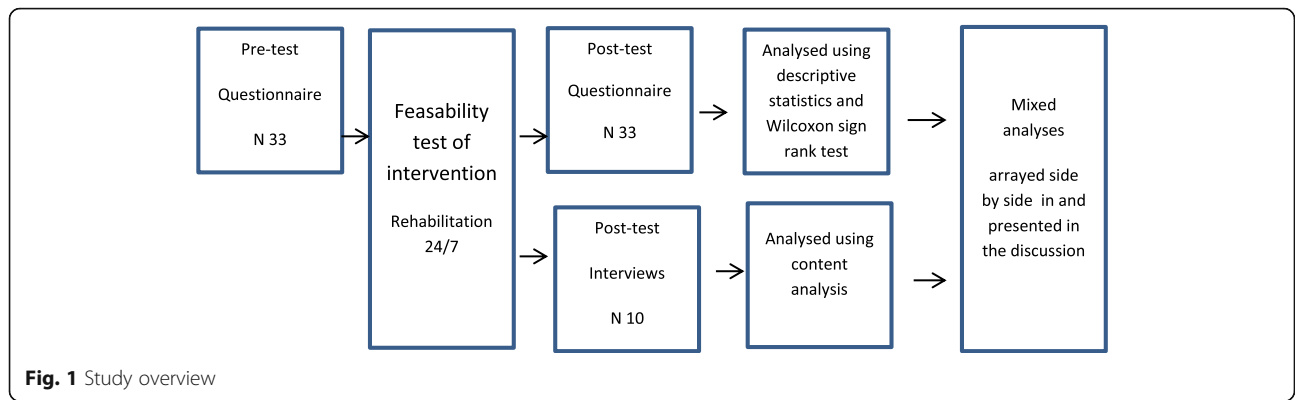 Pre-test
Questionnaire
N 33
Feasability
test of
intervention
Rehabilitation
24/7
Post-test
Questionnaire
N 33
Post-test
Interviews
N 10
Analysed using
descriptive
statistics and
Wilcoxon sign
rank test
Analysed using
content
analysis
Mixed
analyses
arrayed side
by side in and
presented in
the discussion
Fig. 1 Study overview